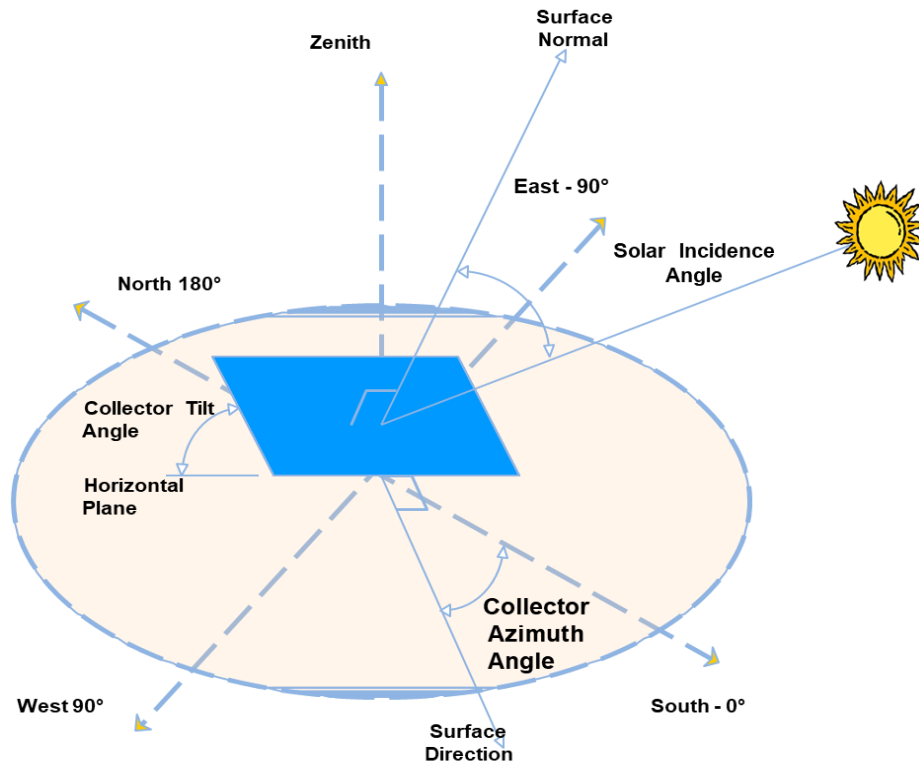 Surface
Normal
Zenith
East - 90°
Solar Incidence
Angle
North 180°
Collector Tilt
Angle
Horizontal
Plane
Collector
Azimuth
Angle
West 90°
South - 0°
Surface
Direction